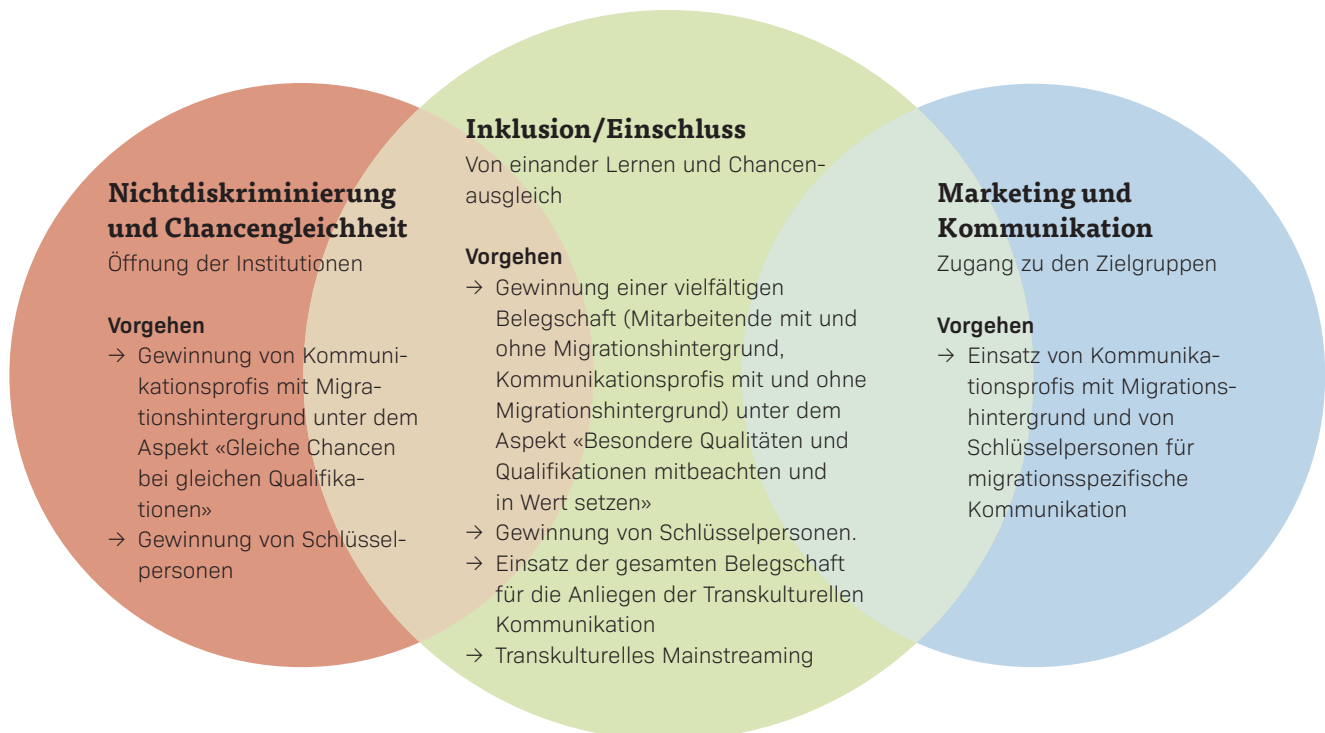 Nichtdiskriminierung
und Chancengleichheit
Öffnung der Institutionen
Vorgehen
→ Gewinnung von Kommuni-
kationsprofis mit Migra-
tionshintergrund unter dem
Aspekt «Gleiche Chancen
bei gleichen Qualifika-
tionen»
→ Gewinnung von Schlüssel-
personen
Inklusion/Einschluss
Von einander Lernen und Chancen-
ausgleich
Vorgehen
→ Gewinnung einer vielfältigen
Belegschaft (Mitarbeitende mit und
ohne Migrationshintergrund,
Kommunikationsprofis mit und ohne
Migrationshintergrund) unter dem
Aspekt «Besondere Qualitäten und
Qualifikationen mitbeachten und
in Wert setzen»
→ Gewinnung von Schlüsselpersonen.
→ Einsatz der gesamten Belegschaft
für die Anliegen der Transkulturellen
Kommunikation
→ Transkulturelles Mainstreaming
Marketing und
Kommunikation
Zugang zu den Zielgruppen
Vorgehen
→ Einsatz von Kommunika-
tionsprofis mit Migrations-
hintergrund und von
Schlüsselpersonen für
migrationsspezifische
Kommunikation